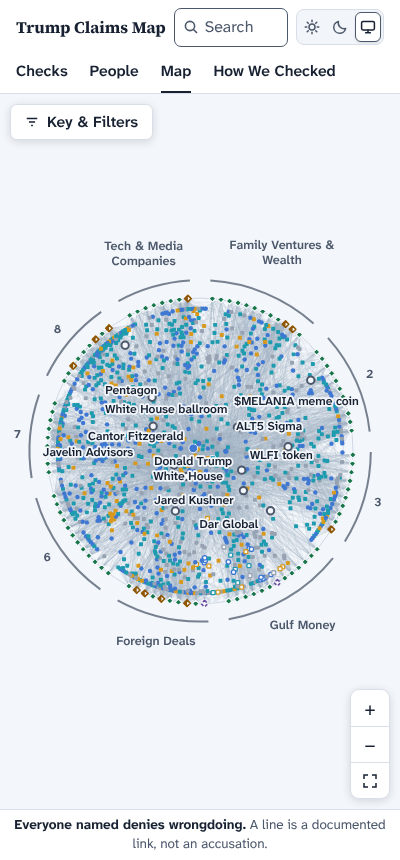 Trump Claims Map
Search
Checks
People
Map
How We Checked
Key & Filters
Tech & Media
Companies
Family Ventures &
Wealth
8
2
Pentagon
$MELANIA meme coin
White House ballroom
ALT5 Sigma
7
Cantor Fitzgerald
Javelin Advisors
WLFI token
Donald Trump
White House
Jared Kushner
3
Dar Global
6
Gulf Money
Foreign Deals
+
−
Everyone named denies wrongdoing. A line is a documented
link, not an accusation.